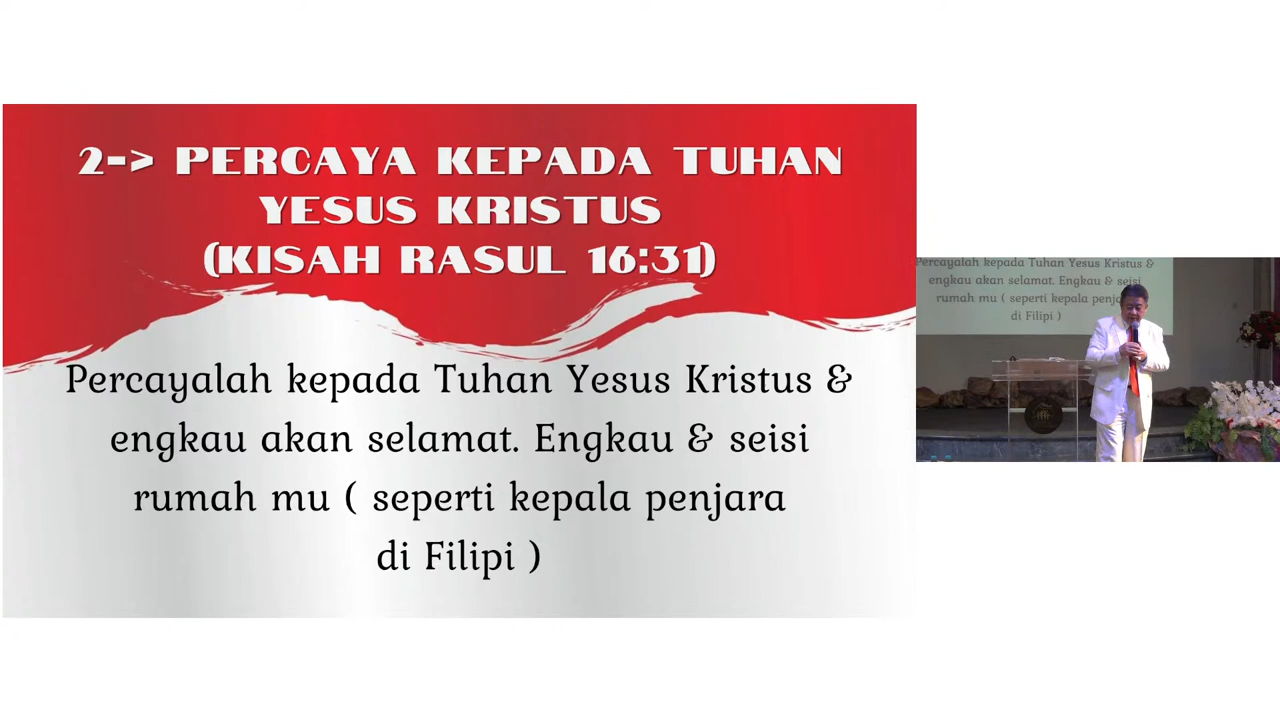 2-> PERCAYA KEPADA TUHAN
YESUS KRISTUS
(KISAH RASUL 16:31)
Percayalah kepada Tuhan Yesus Kristus &
engkau akan selamat. Engkau & seisi
rumah mu ( seperti kepala penjara
di Filipi )
Percayalah kepada Tuhan Yesus Kristus &
engkau akan selamat. Engkau & seisi
rumah mu ( seperti kepala
di Filipi )